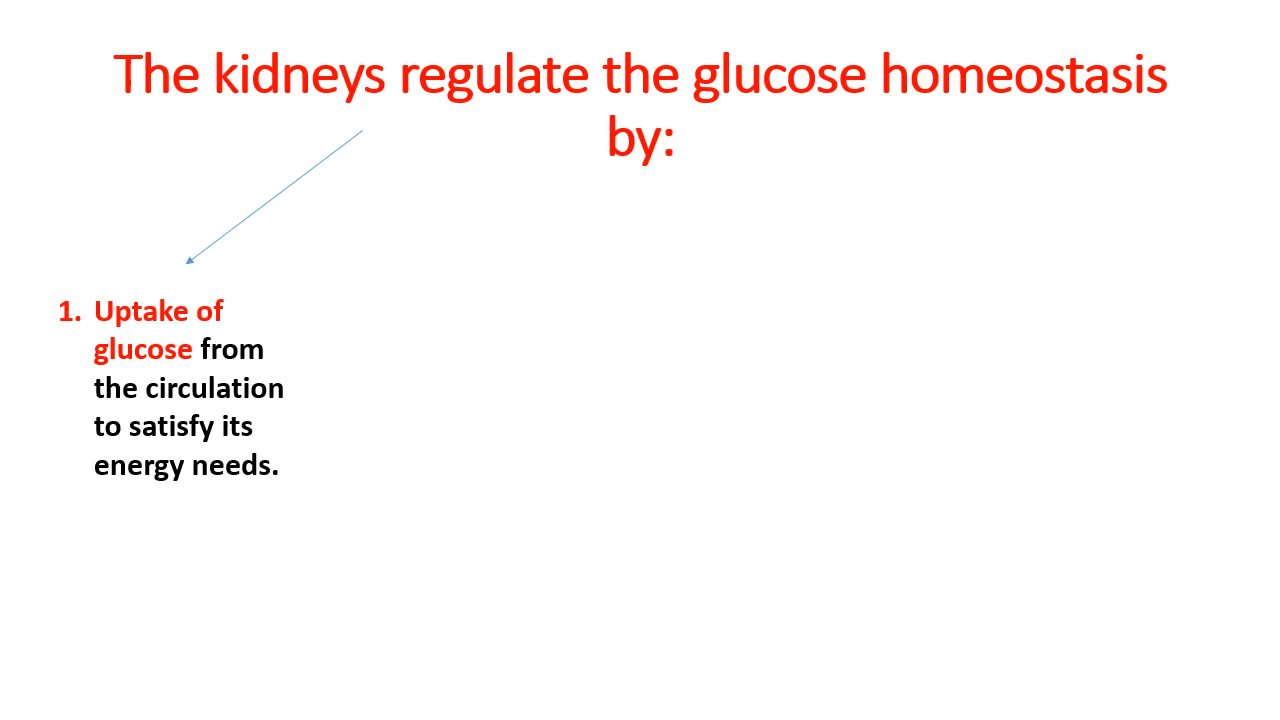 The kidneys regulate the glucose homeostasis
by:
1. Uptake of
glucose from
the circulation
to satisfy its
energy needs.